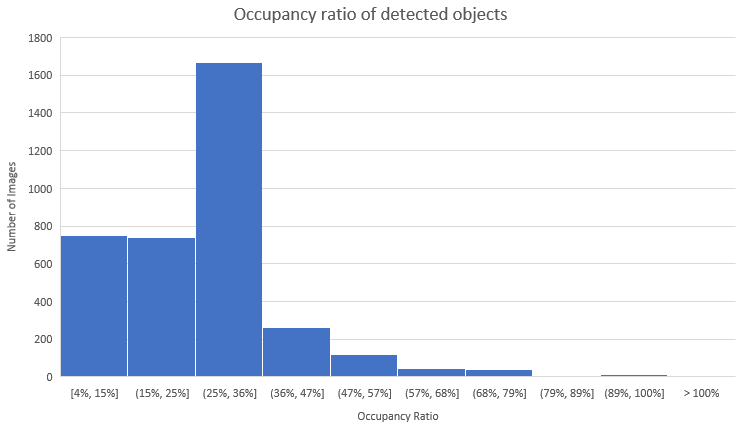 Occupancy ratio of detected objects
1800
1600
1400
1200
1000
800
600
400
200
0
Number of Images
[4%, 15%] (15%, 25%] (25%, 36%] (36%, 47%] (47%, 57%] (57%, 68%] (68%, 79%] (79%, 89%] (89%, 100%] > 100%
Occupancy Ratio